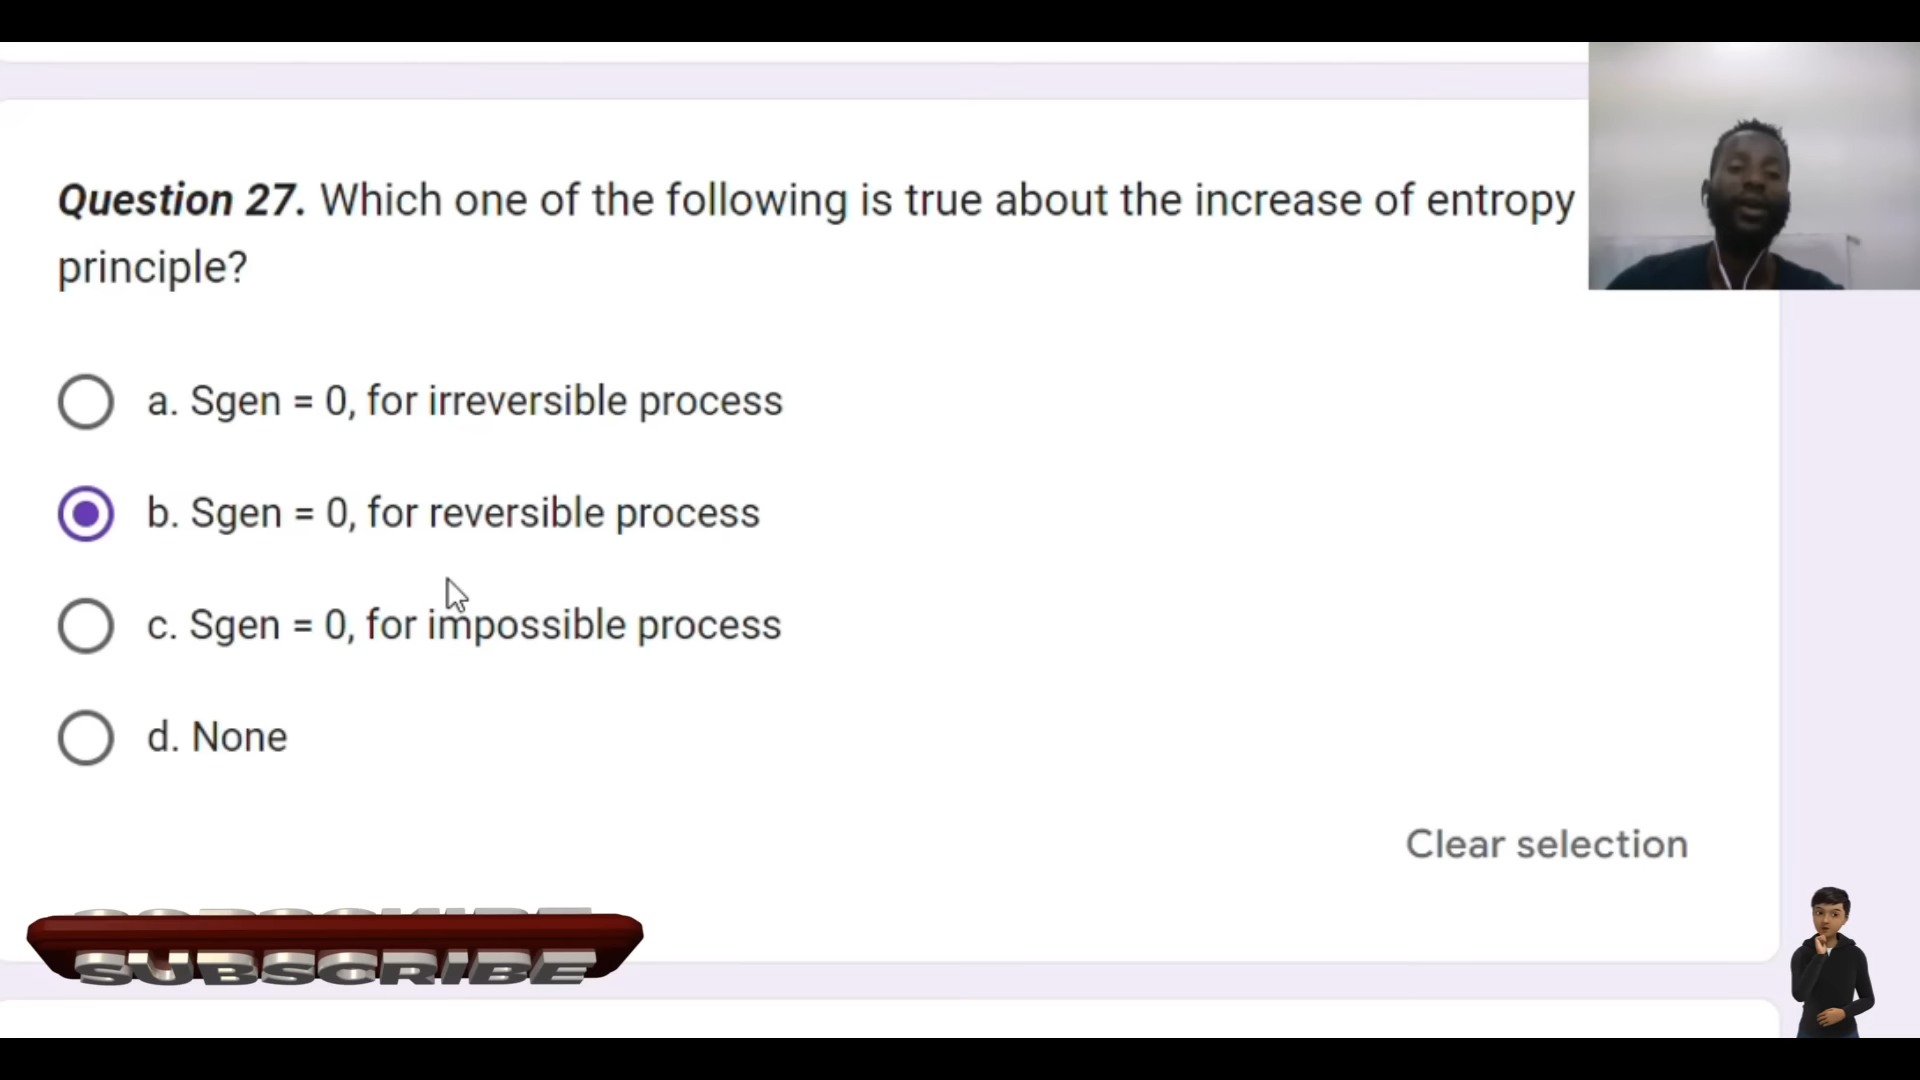 Question 27. Which one of the following is true about the increase of entropy
principle?
a. Sgen = 0, for irreversible process
b. Sgen = 0, for reversible process
c. Sgen = 0, for impossible process
d. None
Clear selection
SUBSCRIBE